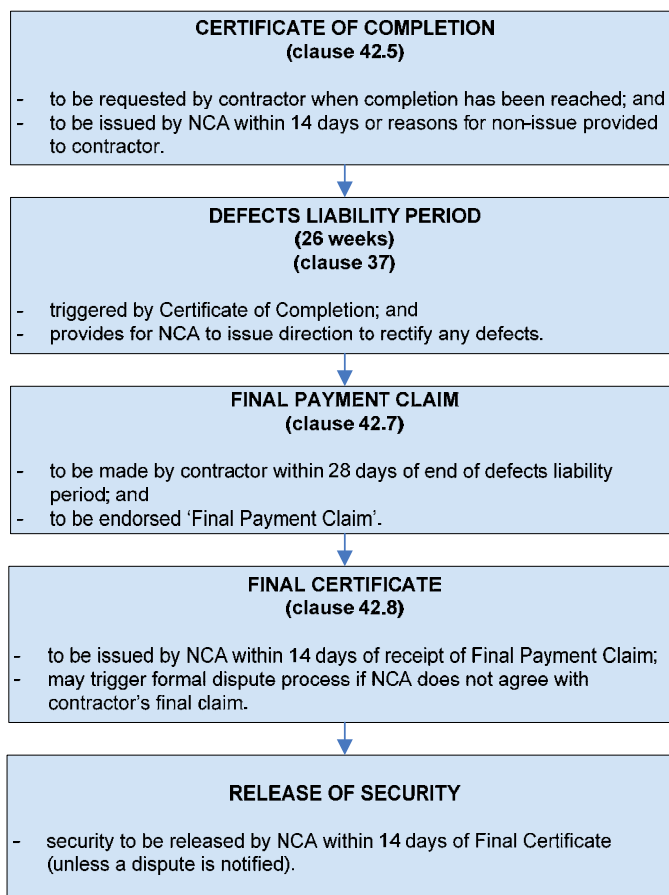 CERTIFICATE OF COMPLETION
(clause 42.5)
- to be requested by contractor when completion has been reached; and
- to be issued by NCA within 14 days or reasons for non-issue provided
to contractor.
DEFECTS LIABILITY PERIOD
(26 weeks)
(clause 37)
- triggered by Certificate of Completion; and
- provides for NCA to issue direction to rectify any defects.
FINAL PAYMENT CLAIM
(clause 42.7)
- to be made by contractor within 28 days of end of defects liability
period; and
- to be endorsed ‘Final Payment Claim’.
FINAL CERTIFICATE
(clause 42.8)
- to be issued by NCA within 14 days of receipt of Final Payment Claim;
- may trigger formal dispute process if NCA does not agree with
contractor’s final claim.
RELEASE OF SECURITY
- security to be released by NCA within 14 days of Final Certificate
(unless a dispute is notified).